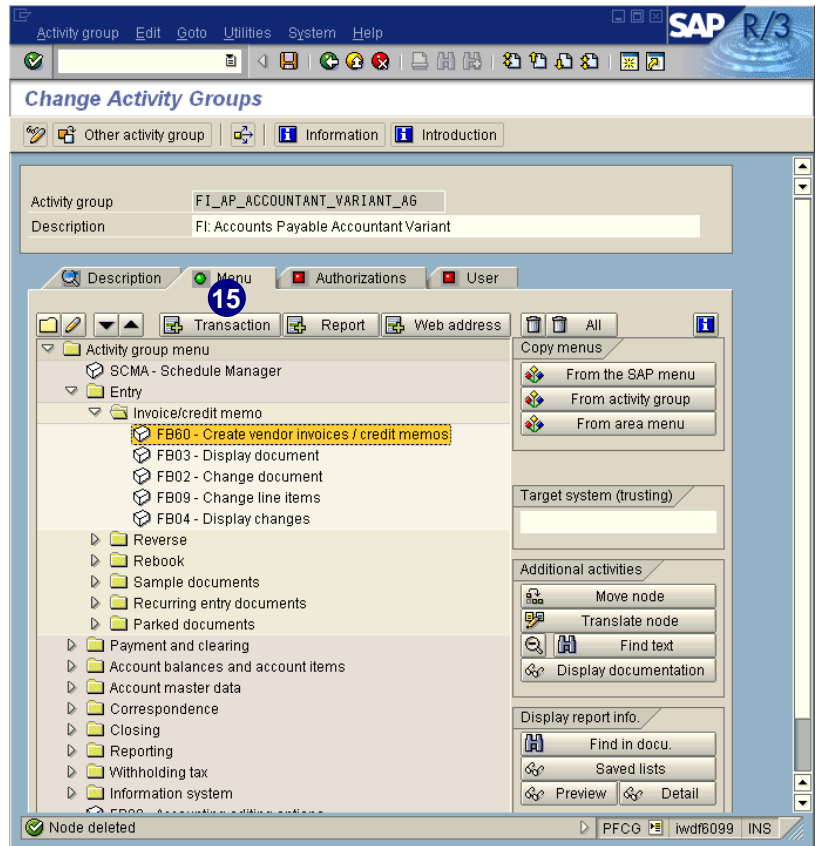 Activity group Edit Goto Utilities System Help
SAP R/3
Change Activity Groups
Other activity group Information Introduction
Activity group FI_AP_ACCOUNTANT_VARIANT_AG
Description FI: Accounts Payable Accountant Variant
Description Menu Authorizations User
15
Transaction Report Web address All
Activity group menu
SCMA - Schedule Manager
Entry
Invoice/credit memo
FB60 - Create vendor invoices / credit memos
FB03 - Display document
FB02 - Change document
FB09 - Change line items
FB04 - Display changes
Reverse
Rebook
Sample documents
Recurring entry documents
Parked documents
Payment and clearing
Account balances and account items
Account master data
Correspondence
Closing
Reporting
Withholding tax
Information system
Copy menus
From the SAP menu
From activity group
From area menu
Target system (trusting)
Additional activities
Move node
Translate node
Find text
Display documentation
Display report info.
Find in docu.
Saved lists
Preview Detail
Node deleted PFCG iwdf6099 INS